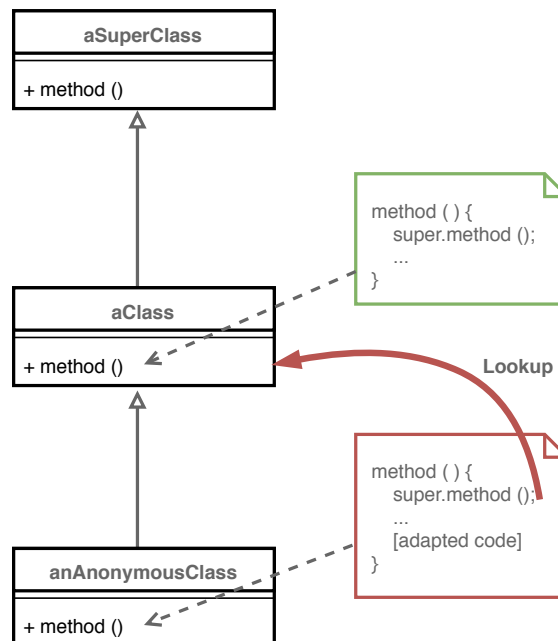 aSuperClass
+ method ()
method ( ) {
super.method ();
...
}
aClass
+ method ()
Lookup
method ( ) {
super.method ();
...
[adapted code]
}
anAnonymousClass
+ method ()